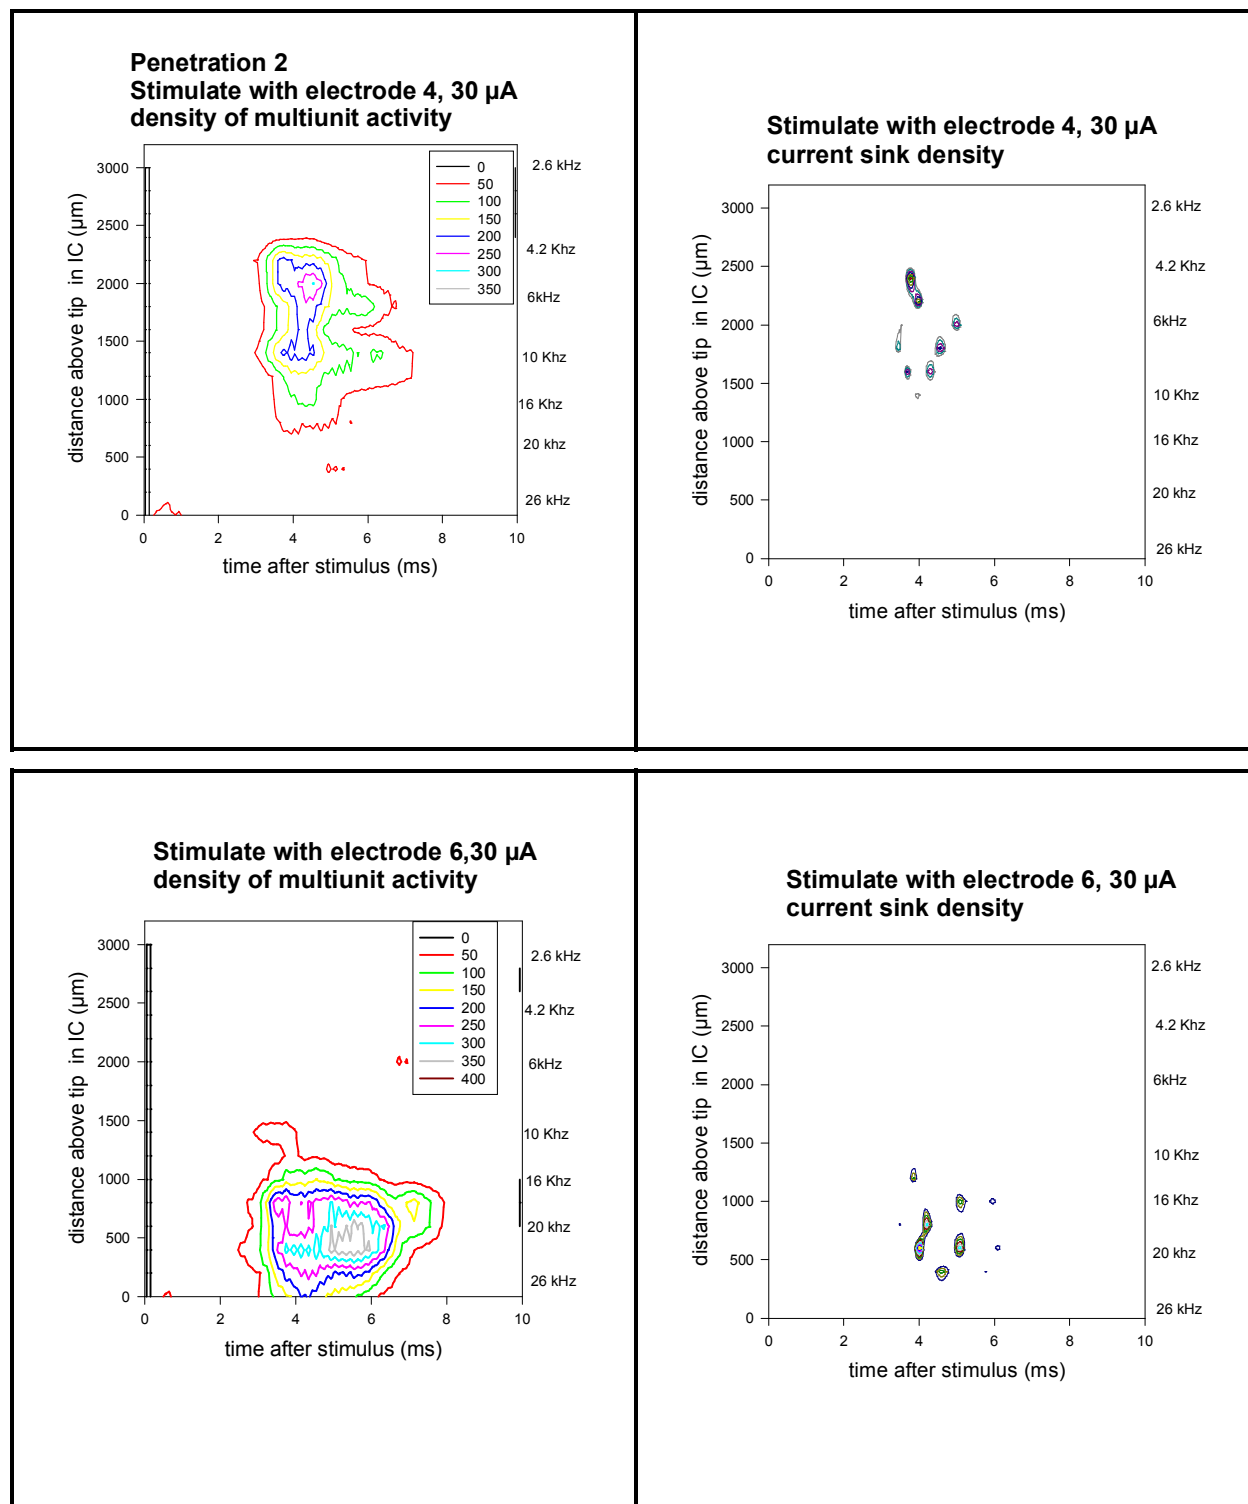 Penetration 2
Stimulate with electrode 4, 30 µA
density of multiunit activity
distance above tip in IC (µm)
3000
2500
2000
1500
1000
500
0
0
50
100
150
200
250
300
350
2.6 kHz
4.2 Khz
6kHz
10 Khz
16 Khz
20 khz
26 kHz
0 2 4 6 8 10
time after stimulus (ms)
Stimulate with electrode 4, 30 µA
current sink density
distance above tip in IC (µm)
3000
2500
2000
1500
1000
500
0
2.6 kHz
4.2 Khz
6kHz
10 Khz
16 Khz
20 khz
26 kHz
0 2 4 6 8 10
time after stimulus (ms)
Stimulate with electrode 6,30 µA
density of multiunit activity
distance above tip in IC (µm)
3000
2500
2000
1500
1000
500
0
0
50
100
150
200
250
300
350
400
2.6 kHz
4.2 Khz
6kHz
10 Khz
16 Khz
20 khz
26 kHz
0 2 4 6 8 10
time after stimulus (ms)
Stimulate with electrode 6, 30 µA
current sink density
distance above tip in IC (µm)
3000
2500
2000
1500
1000
500
0
2.6 kHz
4.2 Khz
6kHz
10 Khz
16 Khz
20 khz
26 kHz
0 2 4 6 8 10
time after stimulus (ms)